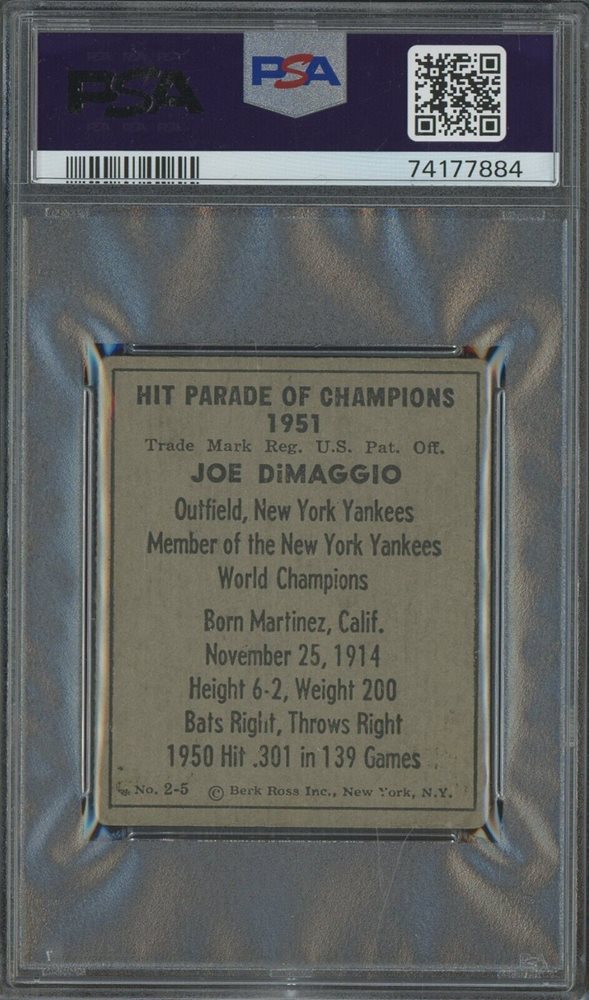 PSA
PSA
74177884
HIT PARADE OF CHAMPIONS
1951
Trade Mark Reg. U.S. Pat. Off.
JOE DiMAGGIO
Outfield, New York Yankees
Member of the New York Yankees
World Champions
Born Martinez, Calif.
November 25, 1914
Height 6-2, Weight 200
Bats Right, Throws Right
1950 Hit .301 in 139 Games
No. 2-5 © Berk Ross Inc., New York, N.Y.